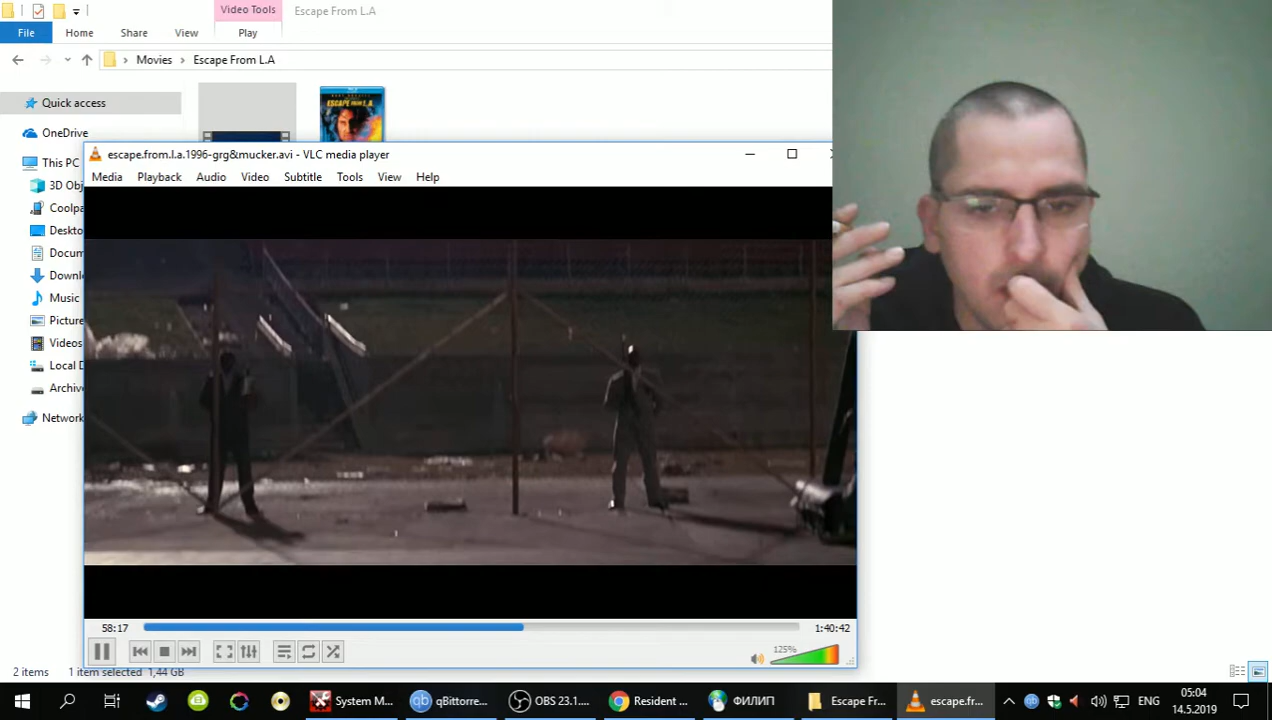 Video Tools
Escape From L.A
File
Home
Share
View
Play
Movies
Escape From L.A
Quick access
OneDrive
This PC
3D Obj
Coolpa
Deskto
Docum
Downl
Music
Picture
Videos
Local D
Archiv
Network
ESCAPE FROM L.A.
escape.from.l.a.1996-grg&mucker.avi - VLC media player
Media
Playback
Audio
Video
Subtitle
Tools
View
Help
58:17
1:40:42
125%
2 items
1 item selected 1,44 GB
System M...
qBittorre...
OBS 23.1....
Resident ...
ФИЛИП
Escape Fr...
escape.fr...
ENG
05:04
14.5.2019